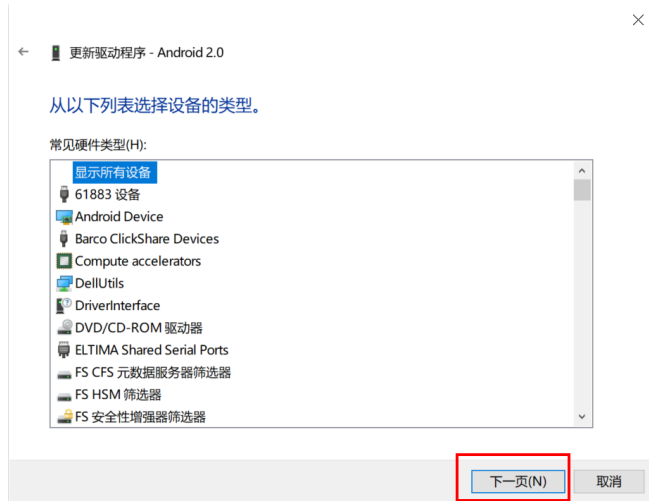 更新驱动程序 - Android 2.0
从以下列表选择设备的类型。
常见硬件类型(H):
显示所有设备
61883 设备
Android Device
Barco ClickShare Devices
Compute accelerators
DellUtils
DriverInterface
DVD/CD-ROM 驱动器
ELTIMA Shared Serial Ports
FS CFS 元数据服务器筛选器
FS HSM 筛选器
FS 安全性增强器筛选器
下一页(N) 取消